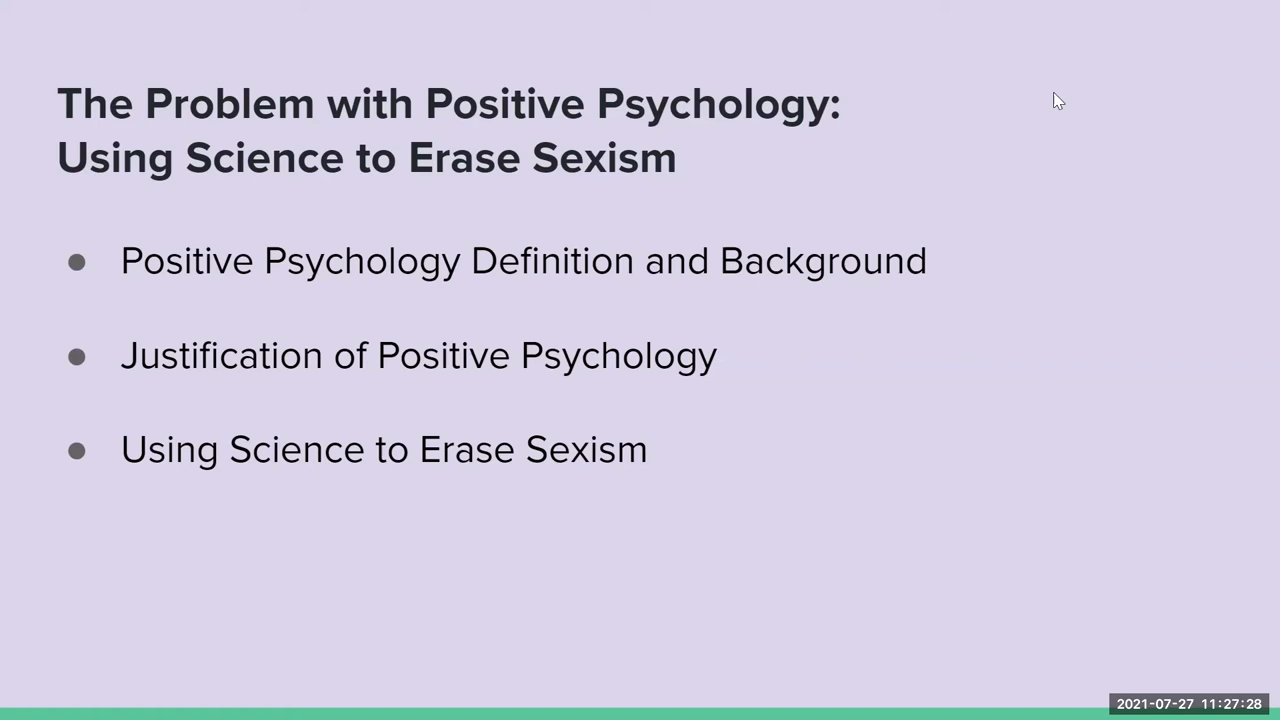 The Problem with Positive Psychology:
Using Science to Erase Sexism
● Positive Psychology Definition and Background
● Justification of Positive Psychology
● Using Science to Erase Sexism
2021-07-27 11:27:28